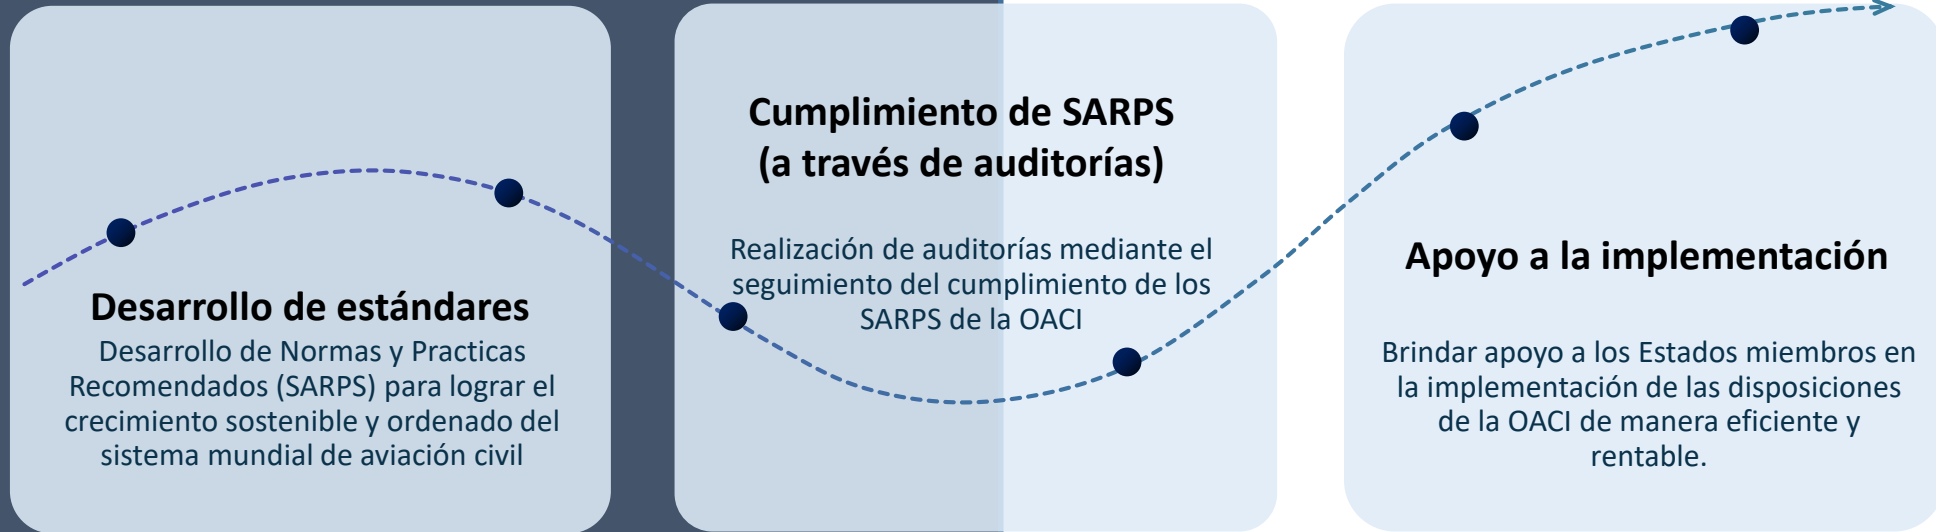 Desarrollo de estándares
Desarrollo de Normas y Practicas
Recomendados (SARPS) para lograr el
crecimiento sostenible y ordenado del
sistema mundial de aviación civil
Cumplimiento de SARPS
(a través de auditorías)
Realización de auditorías mediante el
seguimiento del cumplimiento de los
SARPS de la OACI
Apoyo a la implementación
Brindar apoyo a los Estados miembros en
la implementación de las disposiciones
de la OACI de manera eficiente y
rentable.